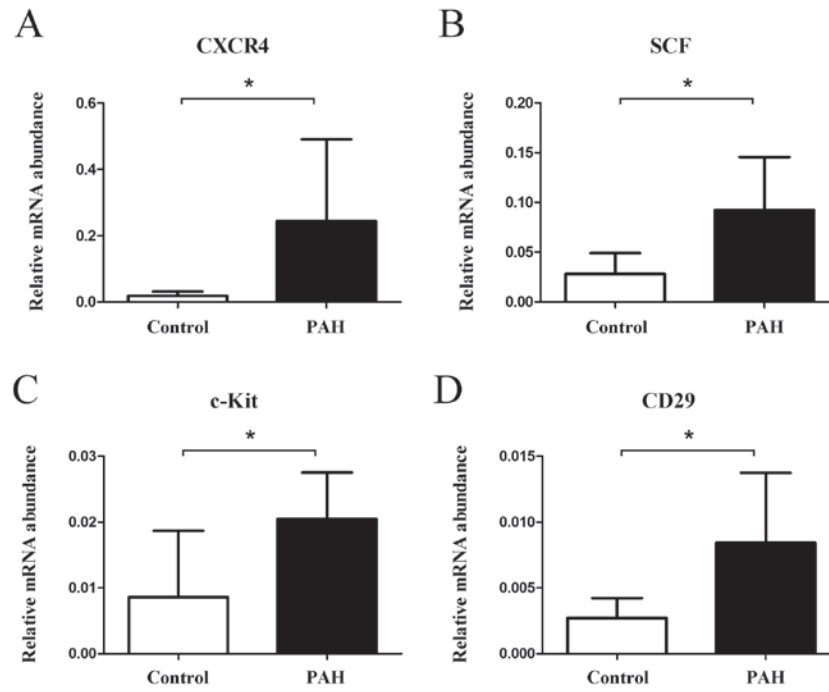 A
CXCR4
*
Relative mRNA abundance
0.6
0.4
0.2
0.0
Control PAH
B
SCF
*
Relative mRNA abundance
0.20
0.15
0.10
0.05
0.00
Control PAH
C
c-Kit
*
Relative mRNA abundance
0.03
0.02
0.01
0.00
Control PAH
D
CD29
*
Relative mRNA abundance
0.015
0.010
0.005
0.000
Control PAH